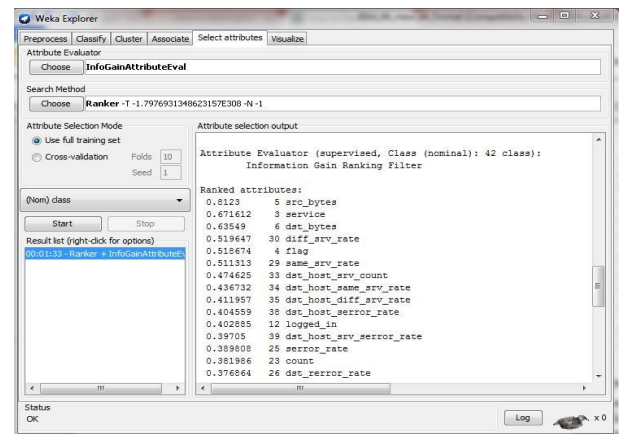 Weka Explorer
Preprocess Classify Cluster Associate Select attributes Visualize
Attribute Evaluator
Choose InfoGainAttributeEval
Search Method
Choose Ranker -T -1.7976931348623157E308 -N -1
Attribute Selection Mode
Use full training set
Cross-validation Folds 10
Seed 1
(Nom) class
Start Stop
Result list (right-click for options)
00:01:33 - Ranker + InfoGainAttributeEv
Attribute selection output
Attribute Evaluator (supervised, Class (nominal): 42 class):
Information Gain Ranking Filter
Ranked attributes:
0.8123 5 src_bytes
0.671612 3 service
0.63549 6 dst_bytes
0.519647 30 diff_srv_rate
0.518674 4 flag
0.511313 29 same_srv_rate
0.474625 33 dst_host_srv_count
0.436732 34 dst_host_same_srv_rate
0.411957 35 dst_host_diff_srv_rate
0.404559 38 dst_host_serror_rate
0.402885 12 logged_in
0.39705 39 dst_host_srv_serror_rate
0.389808 25 serror_rate
0.381986 23 count
0.376864 26 dst_rerror_rate
Status
OK
Log x 0